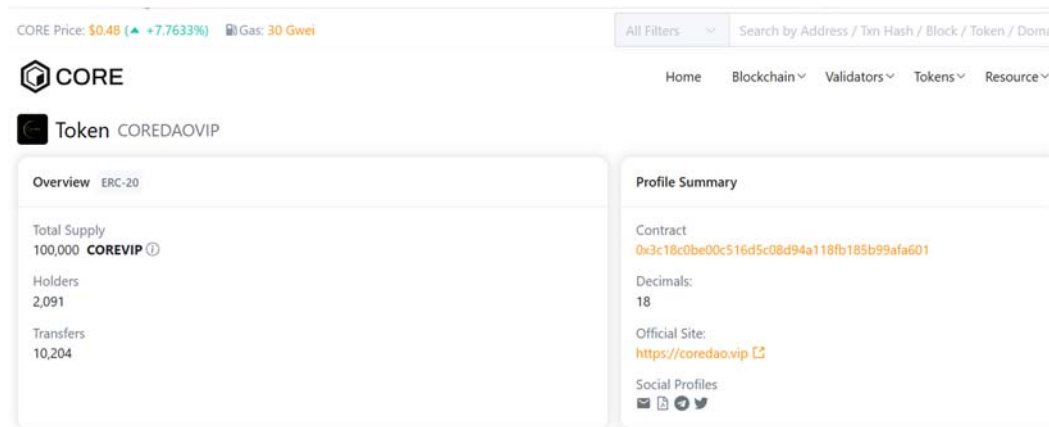 CORE Price: $0.48 (▲ +7.7633%) Gas: 30 Gwei
All Filters Search by Address / Txn Hash / Block / Token / Doma
CORE
Home Blockchain Validators Tokens Resource
Token COREDAOVIP
Overview ERC-20
Total Supply
100,000 COREVIP
Holders
2,091
Transfers
10,204
Profile Summary
Contract
0x3c18c0be00c516d5c08d94a118fb185b99afa601
Decimals:
18
Official Site:
https://coredao.vip
Social Profiles